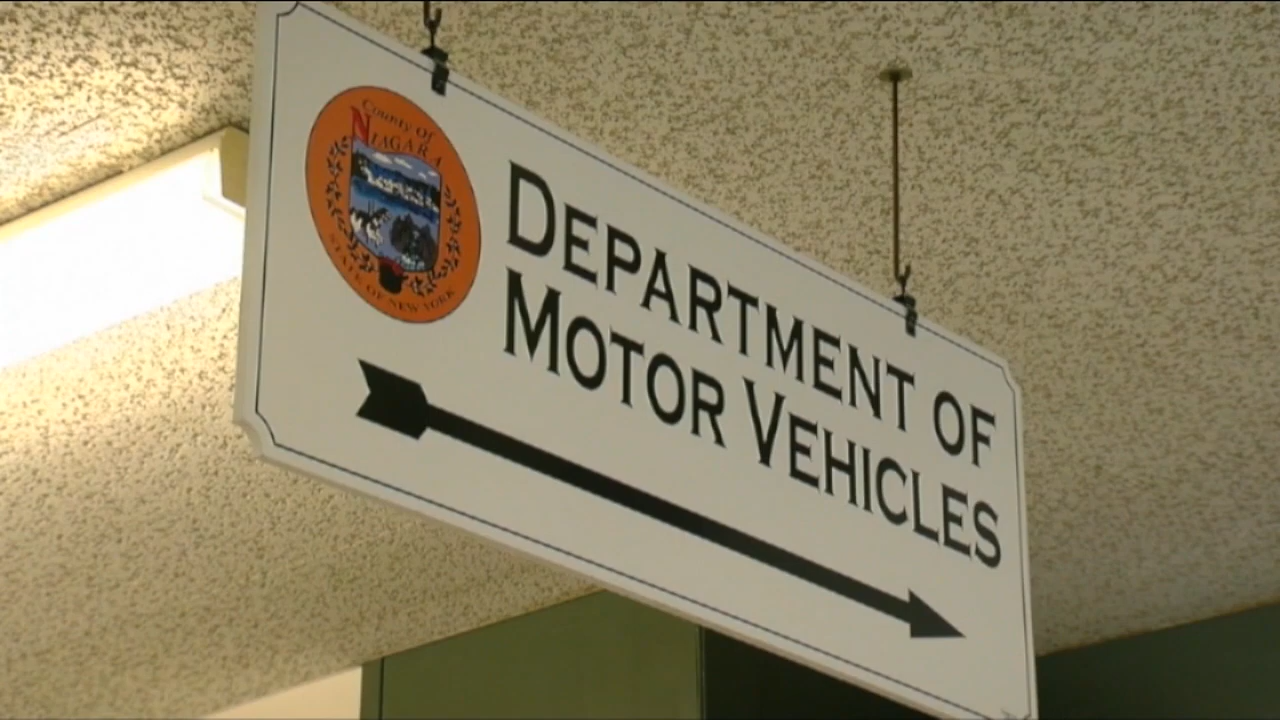 County Of
NIAGARA
STATE OF NEW YORK
DEPARTMENT OF
MOTOR VEHICLES